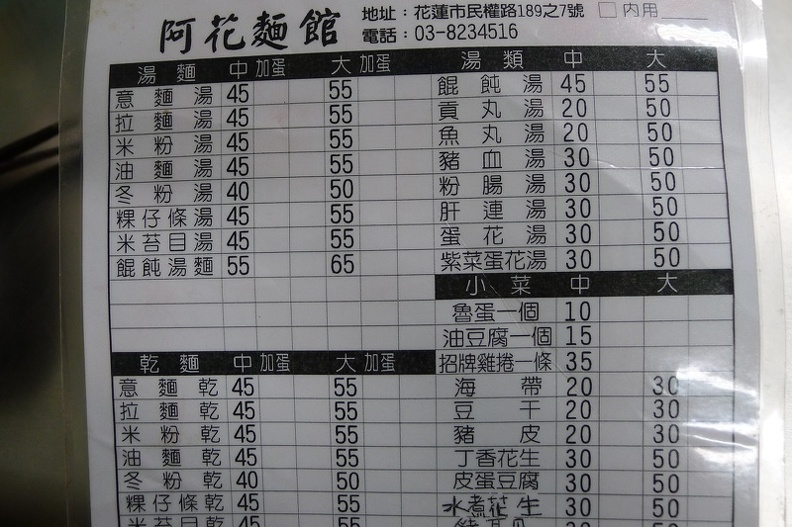 阿花麵館
地址：花蓮市民權路189之7號 □內用
電話：03-8234516
湯麵 中 加蛋 大 加蛋
意麵湯 45 55
拉麵湯 45 55
米粉湯 45 55
油麵湯 45 55
冬粉湯 40 50
粿仔條湯 45 55
米苔目湯 45 55
餛飩湯麵 55 65
乾麵 中 加蛋 大 加蛋
意麵乾 45 55
拉麵乾 45 55
米粉乾 45 55
油麵乾 45 55
冬粉乾 40 50
粿仔條乾 45 55
米苔目乾 45 55
湯類 中 大
餛飩湯 45 55
貢丸湯 20 50
魚丸湯 20 50
豬血湯 30 50
粉腸湯 30 50
肝連湯 30 50
蛋花湯 30 50
紫菜蛋花湯 30 50
小菜 中 大
魯蛋一個 10
油豆腐一個 15
招牌雞捲一條 35
海帶 20 30
豆干 20 30
豬皮 20 30
丁香花生 30 50
皮蛋豆腐 30 50
水煮花生 30 50
30 50